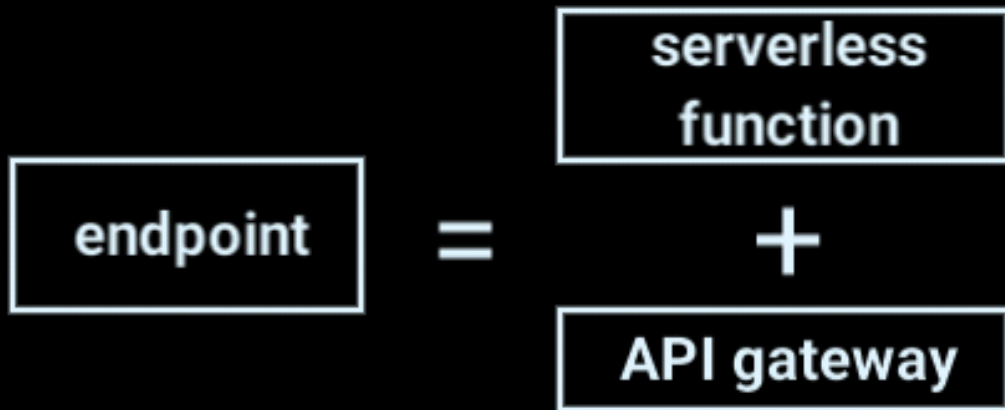 endpoint
=
serverless
function
+
API gateway